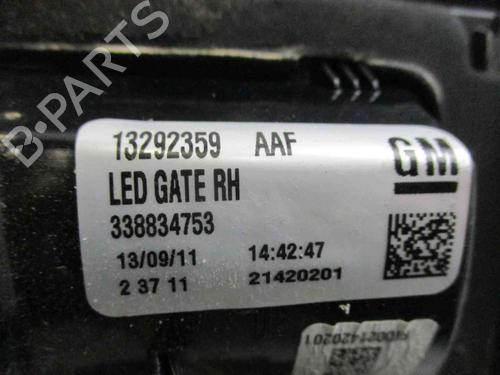 13292359 AAF
GM
LED GATE RH
338834753
13/09/11 14:42:47
2 37 11 21420201
B-PARTS